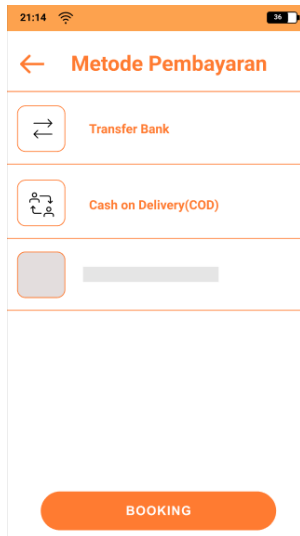 21:14
36
Metode Pembayaran
Transfer Bank
Cash on Delivery(COD)
BOOKING